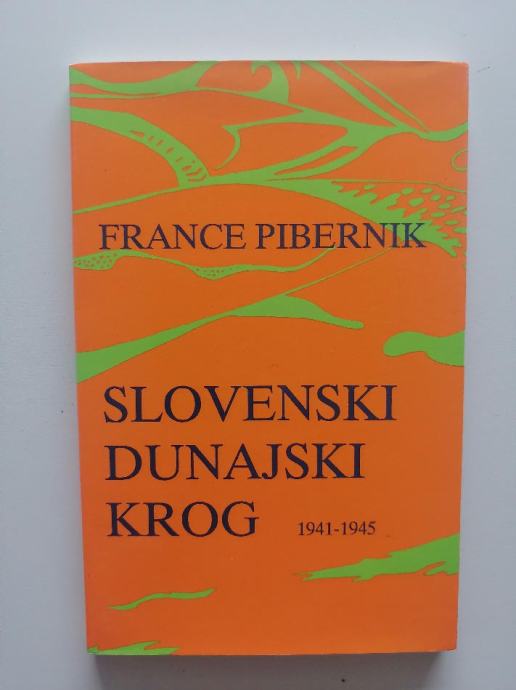 FRANCE PIBERNIK
SLOVENSKI
DUNAJSKI
KROG 1941-1945